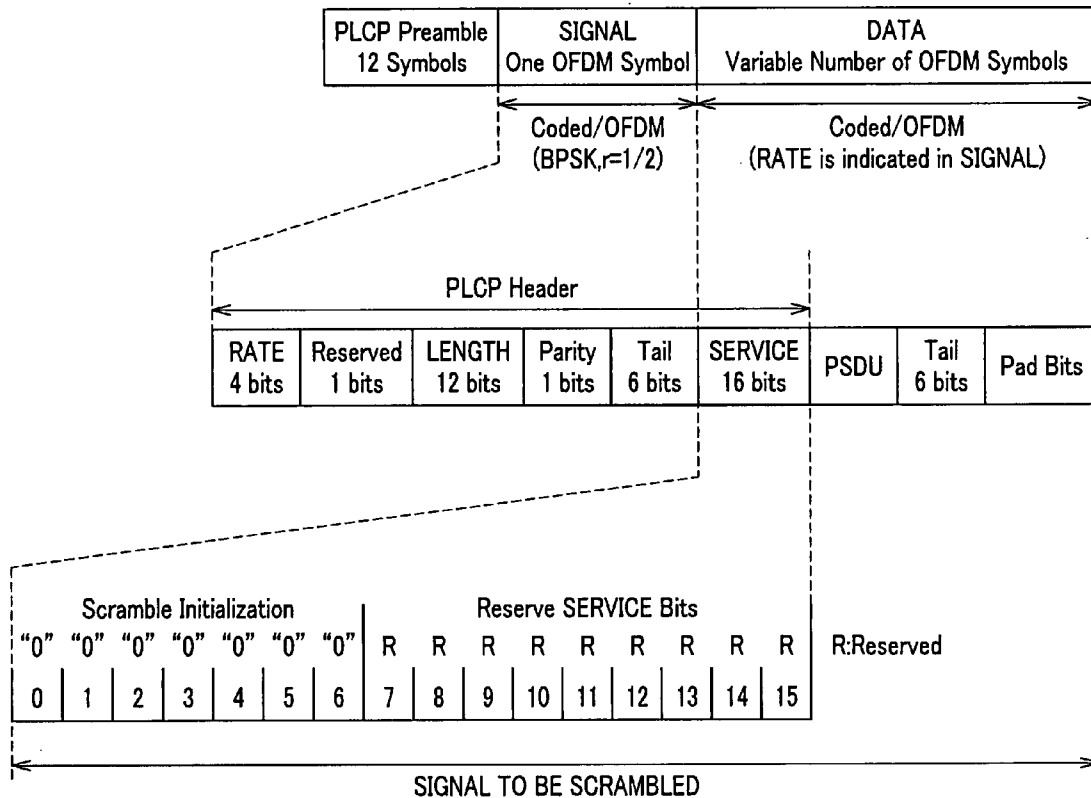 PLCP Preamble
12 Symbols
SIGNAL
One OFDM Symbol
DATA
Variable Number of OFDM Symbols
Coded/OFDM
(BPSK,r=1/2)
Coded/OFDM
(RATE is indicated in SIGNAL)
PLCP Header
RATE
4 bits
Reserved
1 bits
LENGTH
12 bits
Parity
1 bits
Tail
6 bits
SERVICE
16 bits
PSDU
Tail
6 bits
Pad Bits
Scramble Initialization
Reserve SERVICE Bits
“0” “0” “0” “0” “0” “0” “0” R R R R R R R R R R:Reserved
0 1 2 3 4 5 6 7 8 9 10 11 12 13 14 15
SIGNAL TO BE SCRAMBLED